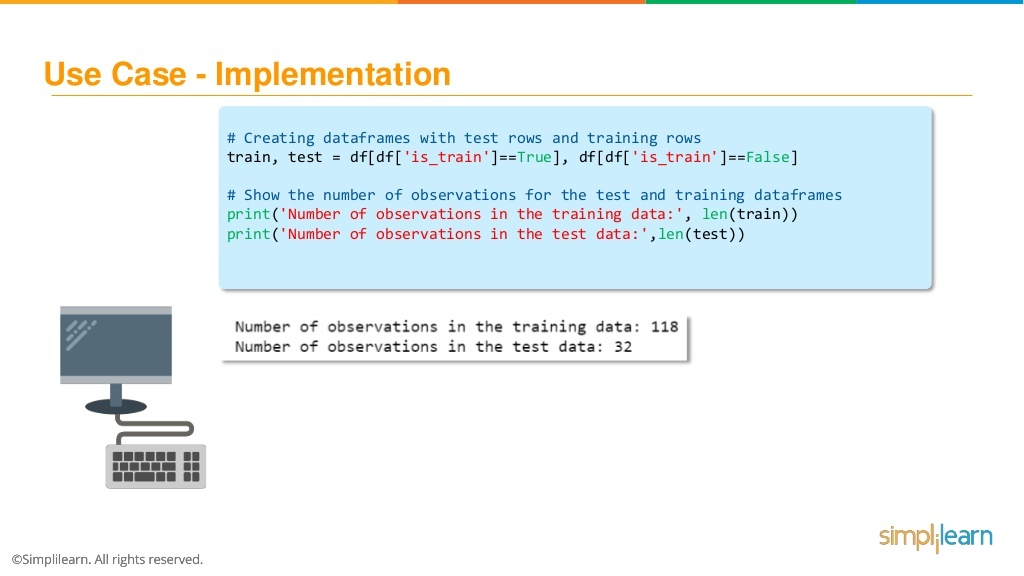 Use Case - Implementation
# Creating dataframes with test rows and training rows
train, test = df[df['is_train']==True], df[df['is_train']==False]
# Show the number of observations for the test and training dataframes
print('Number of observations in the training data:', len(train))
print('Number of observations in the test data:',len(test))
Number of observations in the training data: 118
Number of observations in the test data: 32
simplilearn
©Simplilearn. All rights reserved.